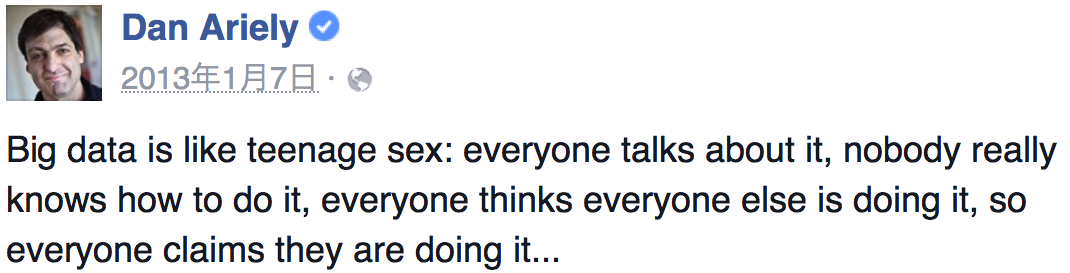 Dan Ariely
2013年1月7日 ·
Big data is like teenage sex: everyone talks about it, nobody really
knows how to do it, everyone thinks everyone else is doing it, so
everyone claims they are doing it...